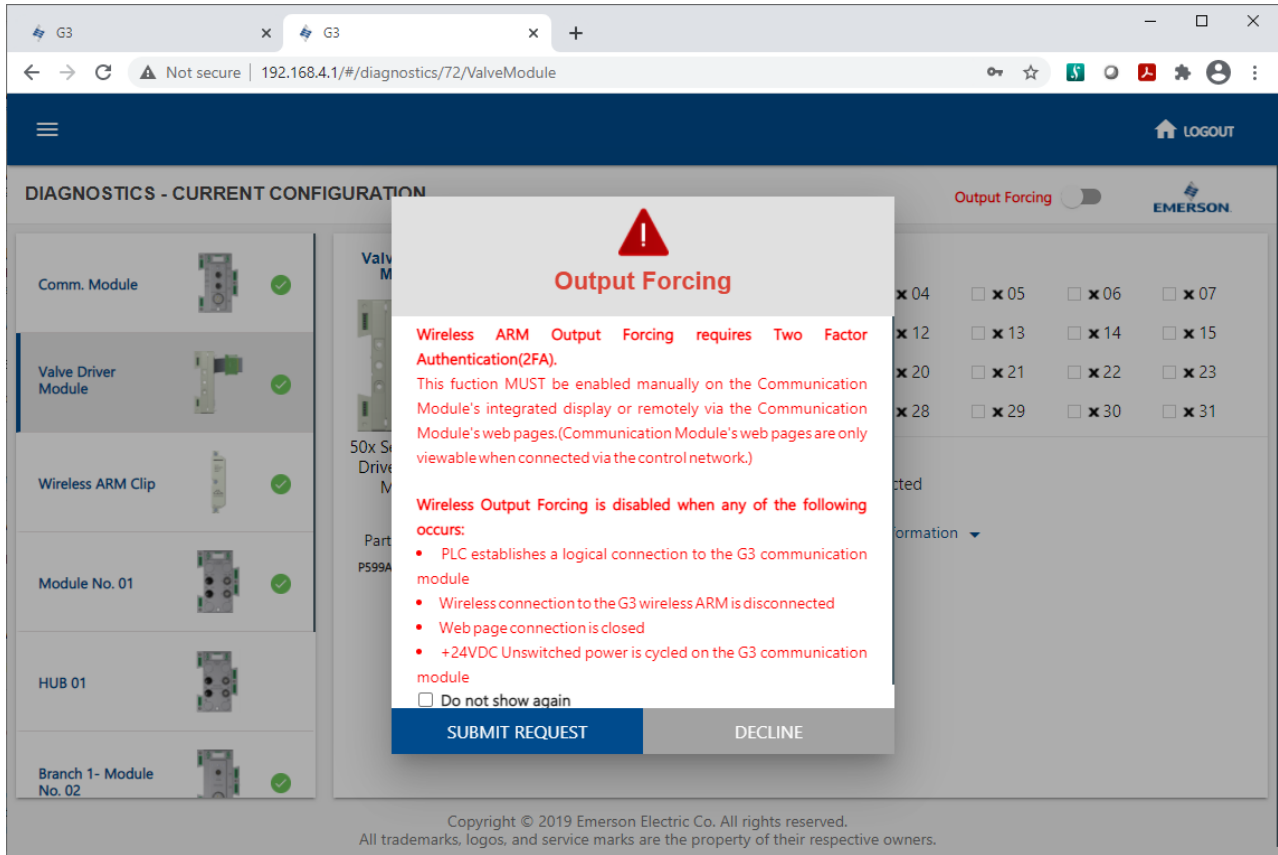 G3
G3
Not secure | 192.168.4.1/#/diagnostics/72/ValveModule
LOGOUT
DIAGNOSTICS - CURRENT CONFIGURATION
Output Forcing
EMERSON.
Comm. Module
Valve Driver
Module
Wireless ARM Clip
Module No. 01
HUB 01
Branch 1- Module
No. 02
Output Forcing
Wireless ARM Output Forcing requires Two Factor
Authentication(2FA).
This fuction MUST be enabled manually on the Communication
Module's integrated display or remotely via the Communication
Module's web pages.(Communication Module's web pages are only
viewable when connected via the control network.)
Wireless Output Forcing is disabled when any of the following
occurs:
• PLC establishes a logical connection to the G3 communication
module
• Wireless connection to the G3 wireless ARM is disconnected
• Web page connection is closed
• +24VDC Unswitched power is cycled on the G3 communication
module
Do not show again
SUBMIT REQUEST DECLINE
50x
Part
P599A
04 05 06 07
12 13 14 15
20 21 22 23
28 29 30 31
Copyright © 2019 Emerson Electric Co. All rights reserved.
All trademarks, logos, and service marks are the property of their respective owners.